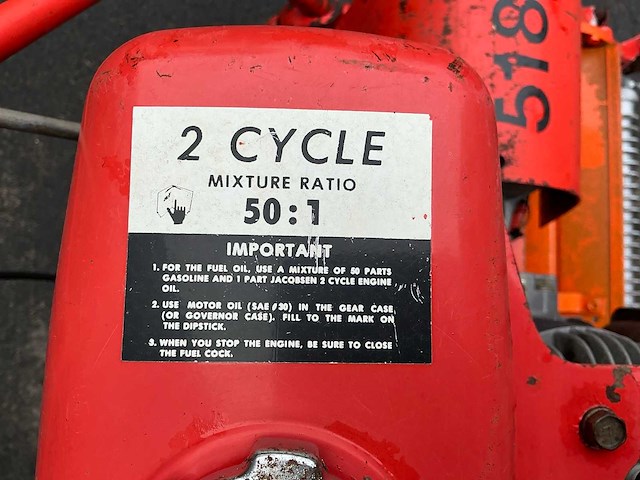 2 CYCLE
MIXTURE RATIO
50:1
IMPORTANT
1. FOR THE FUEL OIL, USE A MIXTURE OF 50 PARTS
GASOLINE AND 1 PART JACOBSEN 2 CYCLE ENGINE
OIL.
2. USE MOTOR OIL (SAE #30) IN THE GEAR CASE,
(OR GOVERNOR CASE). FILL TO THE MARK ON
THE DIPSTICK.
3. WHEN YOU STOP THE ENGINE, BE SURE TO CLOSE
THE FUEL COCK.
518